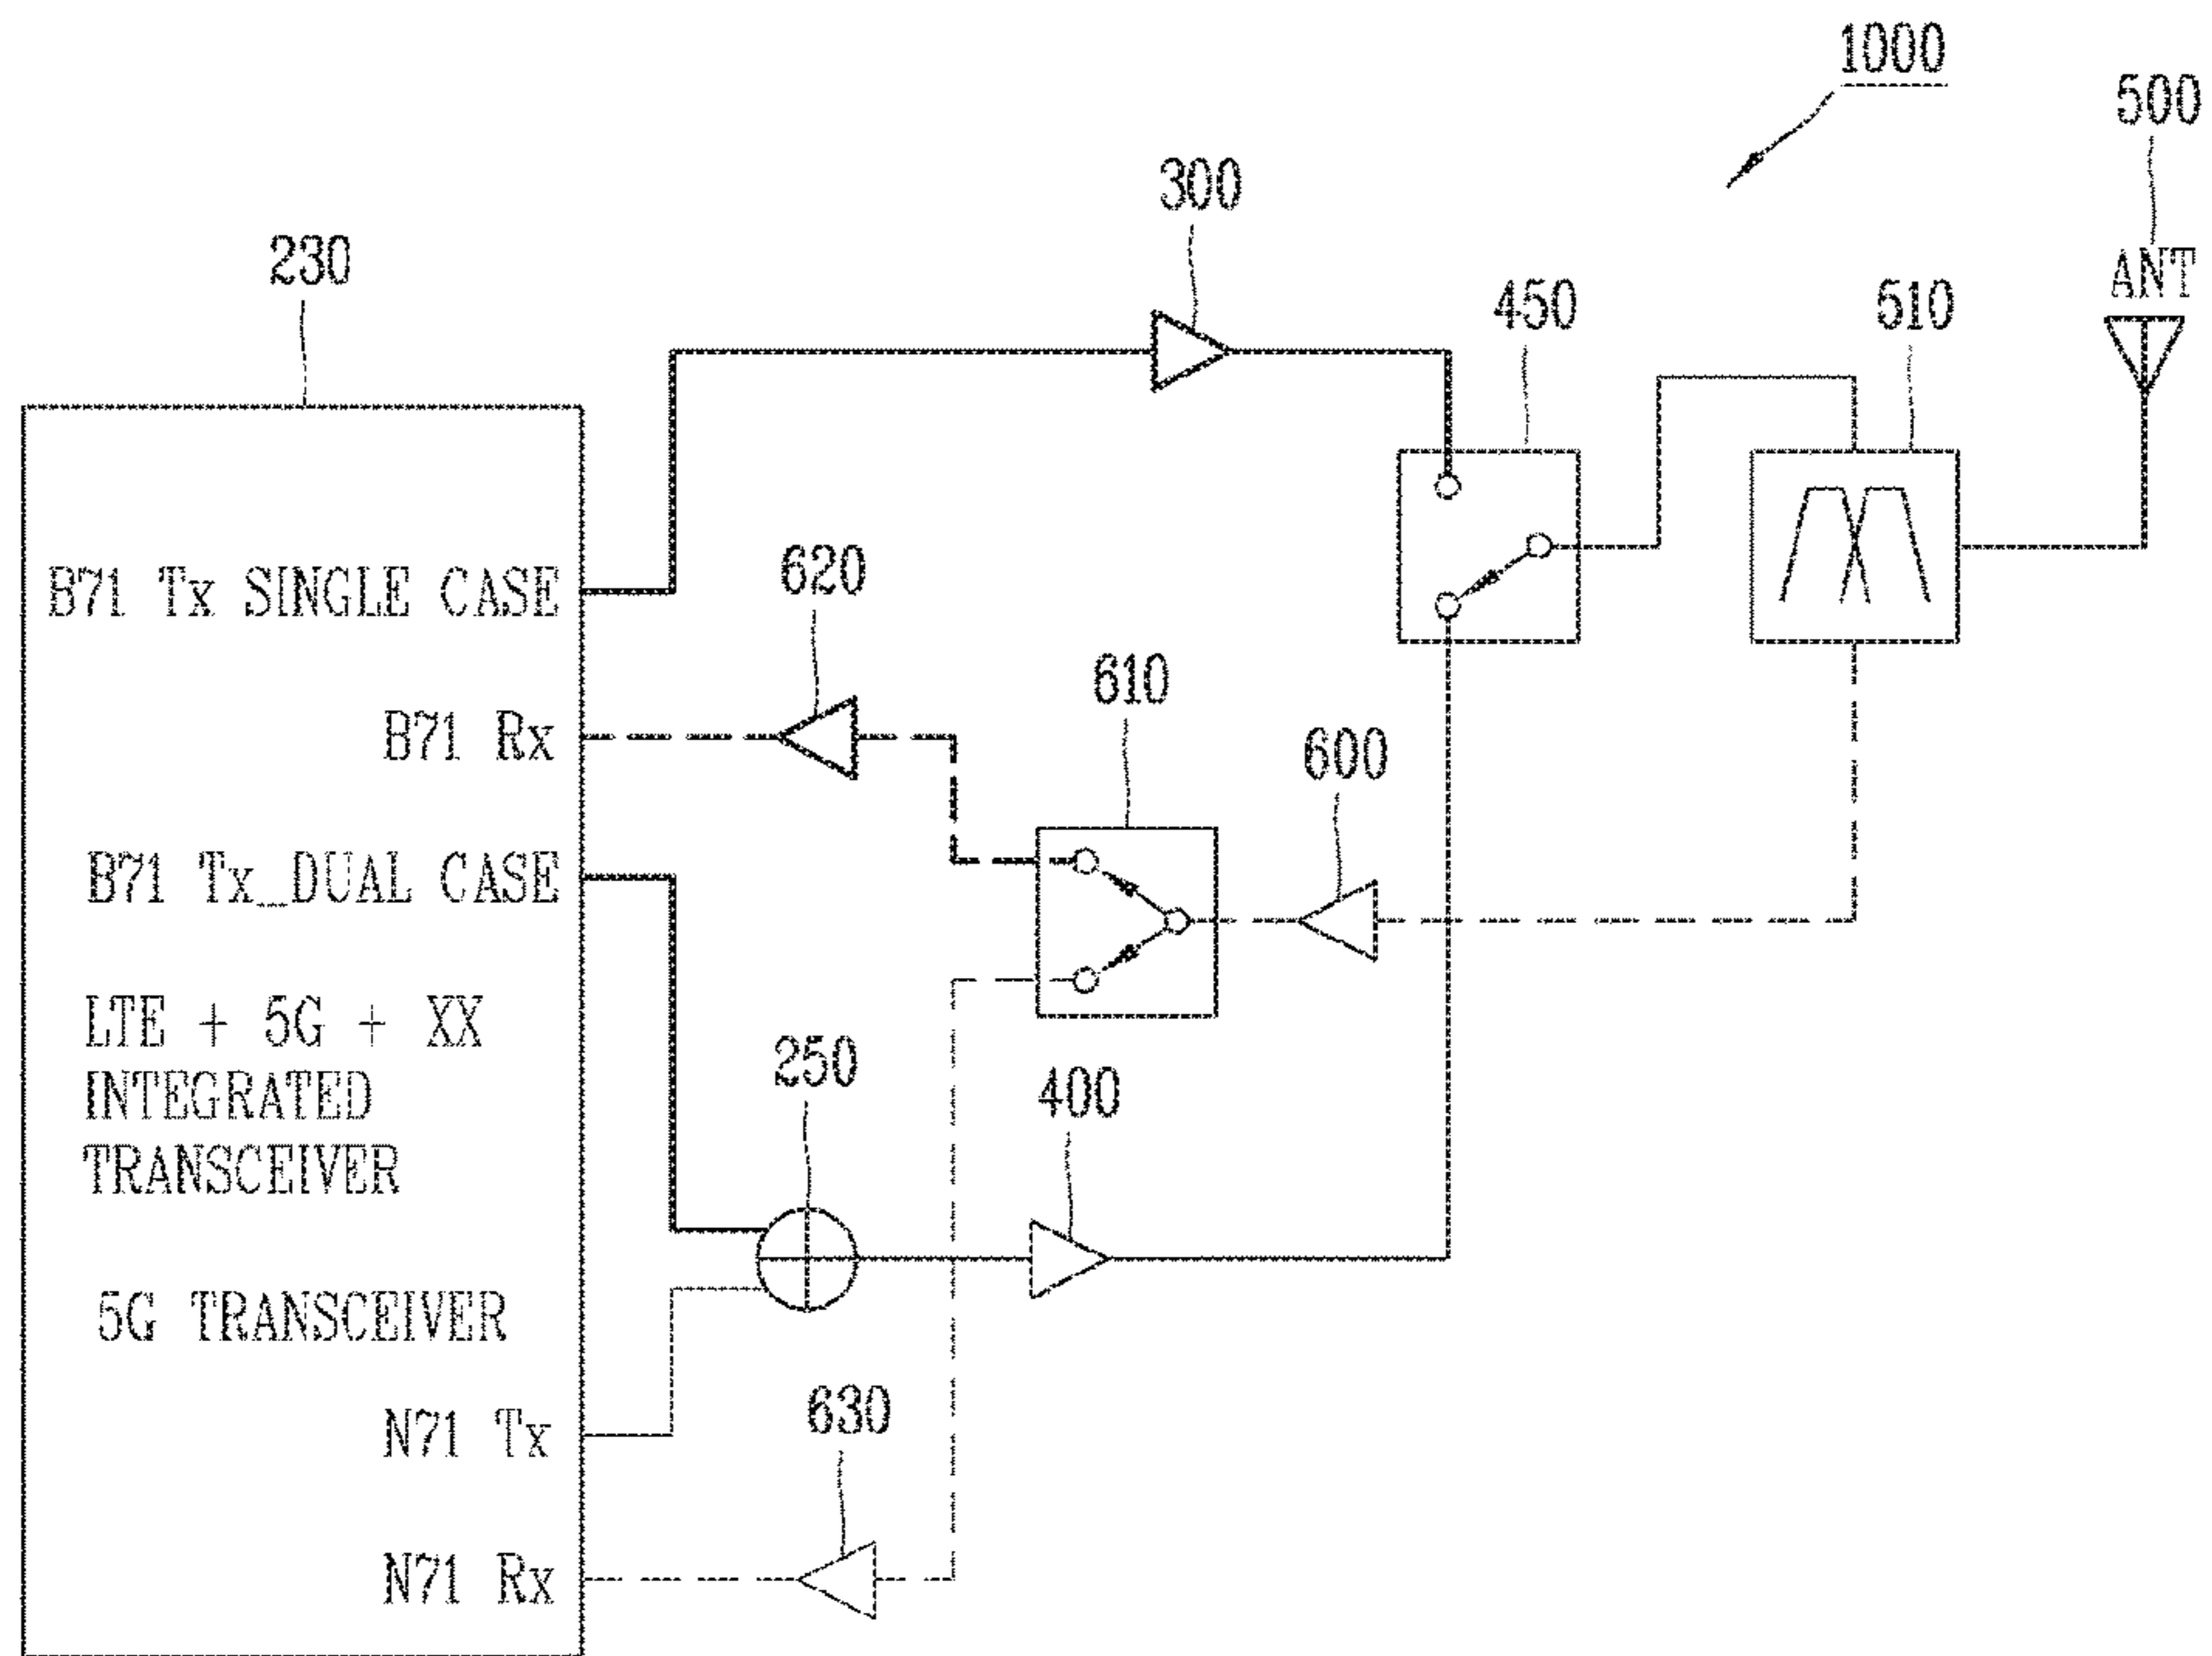 1000
500
300
230
ANT
450
510
B71 Tx SINGLE CASE
620
610
B71 Rx
600
B71 Tx_DUAL CASE
LTE + 5G + XX
INTEGRATED
TRANSCEIVER
250
400
5G TRANSCEIVER
630
N71 Tx
N71 Rx